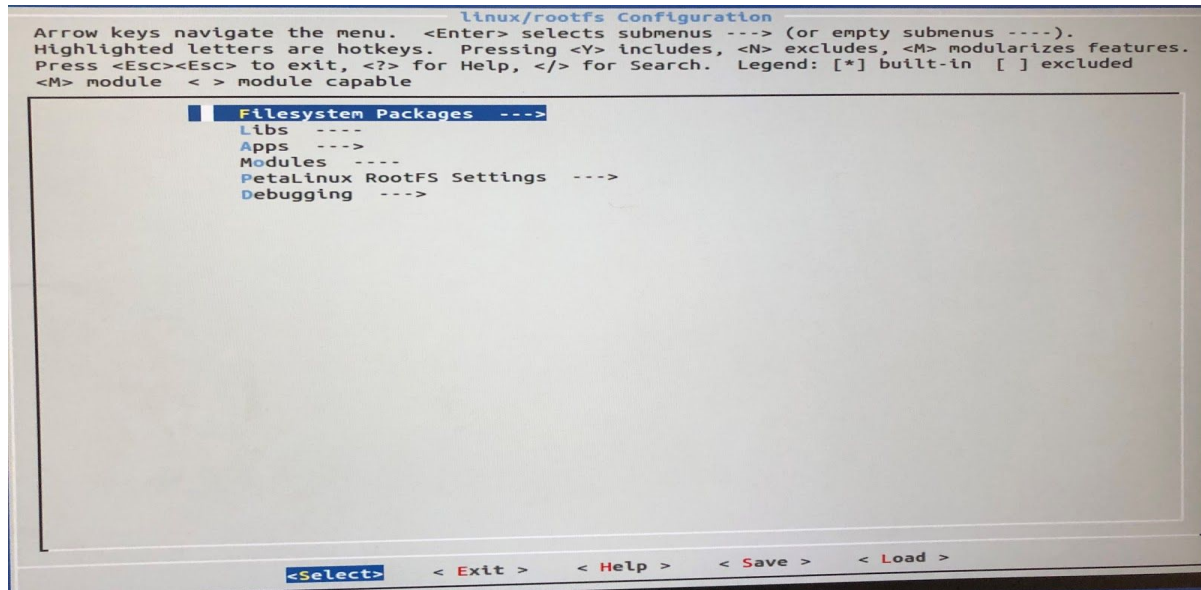 linux/rootfs Configuration
Arrow keys navigate the menu.  <Enter> selects submenus ---> (or empty submenus ----).
Highlighted letters are hotkeys.  Pressing <Y> includes, <N> excludes, <M> modularizes features.
Press <Esc><Esc> to exit, <?> for Help, </> for Search.  Legend: [*] built-in  [ ] excluded
<M> module  < > module capable
Filesystem Packages  --->
Libs  ----
Apps  --->
Modules  ----
PetaLinux RootFS Settings  --->
Debugging  --->
<Select>    < Exit >    < Help >    < Save >    < Load >